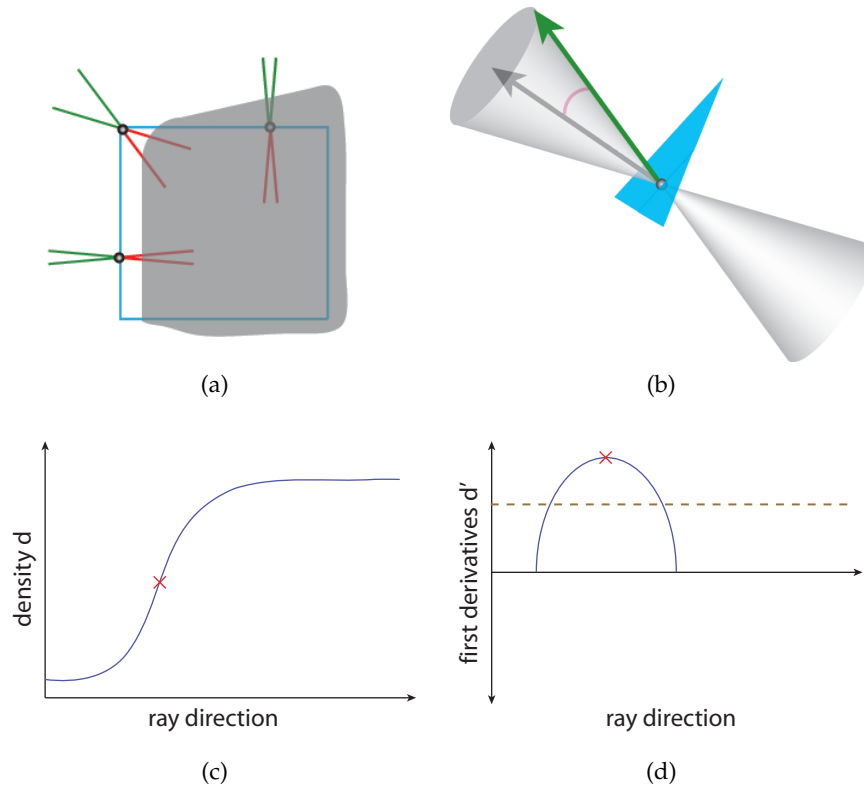 (a)
(b)
density d
ray direction
(c)
first derivatives d'
ray direction
(d)